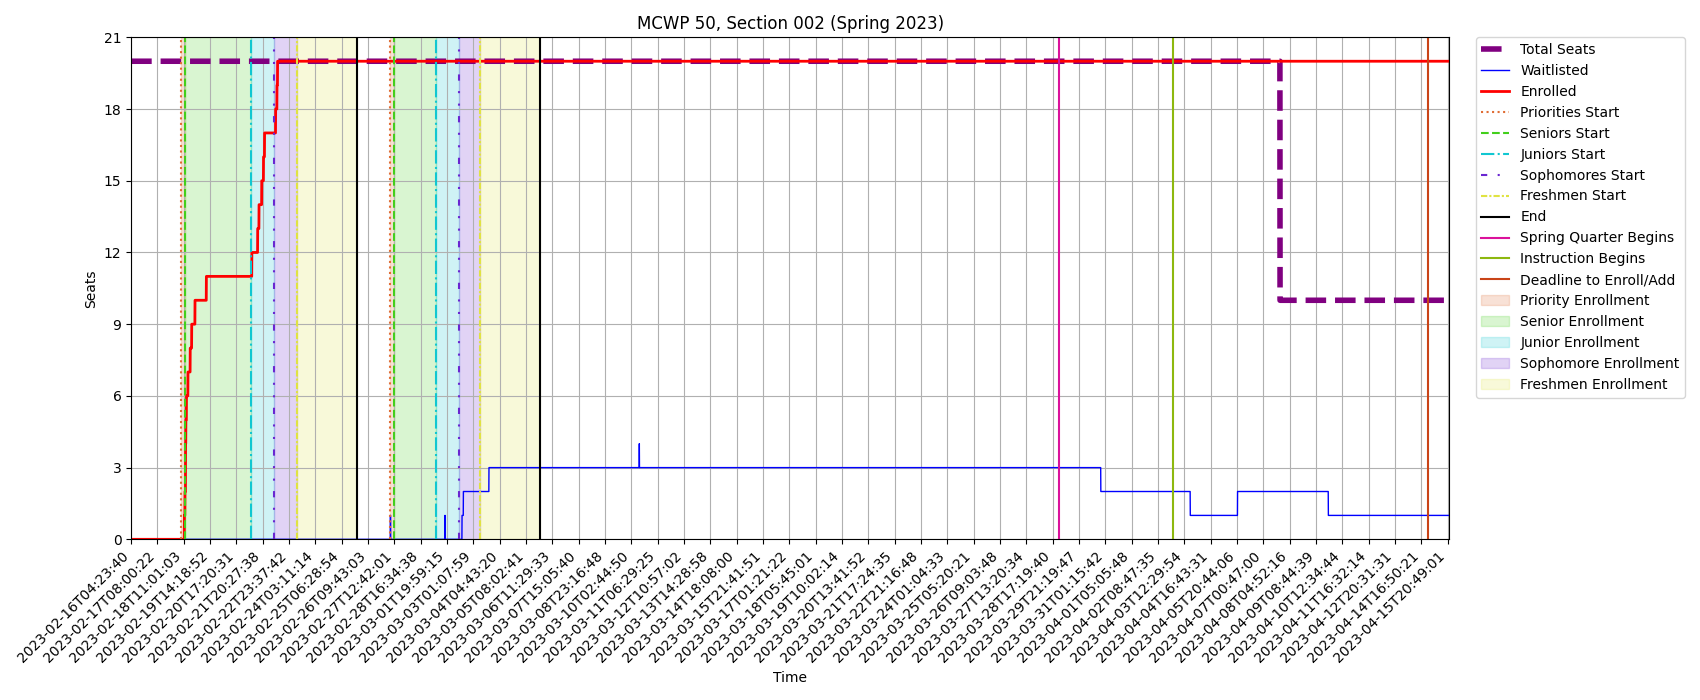 MCWP 50, Section 002 (Spring 2023)
Seats
21
18
15
12
9
6
3
0
2023-02-16T04:23:40
2023-02-17T08:00:22
2023-02-18T11:01:03
2023-02-19T14:18:52
2023-02-20T17:20:31
2023-02-21T20:27:38
2023-02-22T23:37:42
2023-02-24T03:11:14
2023-02-25T06:28:54
2023-02-26T09:43:03
2023-02-27T12:42:01
2023-02-28T16:34:38
2023-03-01T19:59:15
2023-03-03T01:07:59
2023-03-04T04:43:20
2023-03-05T08:02:41
2023-03-06T11:29:33
2023-03-07T15:05:40
2023-03-08T23:16:48
2023-03-10T02:44:50
2023-03-11T06:29:25
2023-03-12T10:57:02
2023-03-13T14:28:58
2023-03-14T18:08:00
2023-03-15T21:41:51
2023-03-17T01:21:22
2023-03-18T05:45:01
2023-03-19T10:02:14
2023-03-20T13:41:52
2023-03-21T17:24:35
2023-03-22T21:16:48
2023-03-24T01:04:33
2023-03-25T05:20:21
2023-03-26T09:03:48
2023-03-27T13:20:34
2023-03-28T17:19:40
2023-03-29T21:19:47
2023-03-31T01:15:42
2023-04-01T05:05:48
2023-04-02T08:47:35
2023-04-03T12:29:54
2023-04-04T16:43:31
2023-04-05T20:44:06
2023-04-07T00:47:00
2023-04-08T04:52:16
2023-04-09T08:44:39
2023-04-10T12:34:44
2023-04-11T16:32:14
2023-04-12T20:31:31
2023-04-14T16:50:21
2023-04-15T20:49:01
Time
Total Seats
Waitlisted
Enrolled
Priorities Start
Seniors Start
Juniors Start
Sophomores Start
Freshmen Start
End
Spring Quarter Begins
Instruction Begins
Deadline to Enroll/Add
Priority Enrollment
Senior Enrollment
Junior Enrollment
Sophomore Enrollment
Freshmen Enrollment